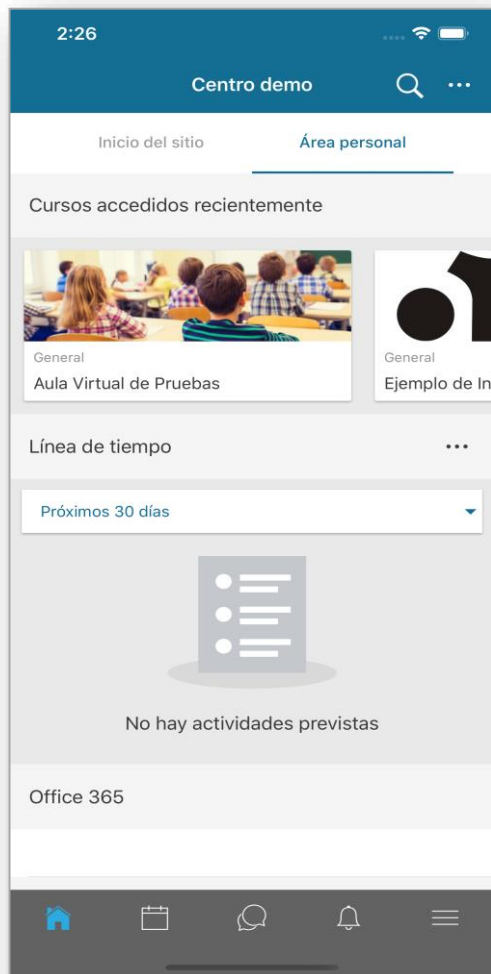 2:26
Centro demo
Inicio del sitio
Área personal
Cursos accedidos recientemente
General
Aula Virtual de Pruebas
General
Ejemplo de In
Línea de tiempo
Próximos 30 días
No hay actividades previstas
Office 365